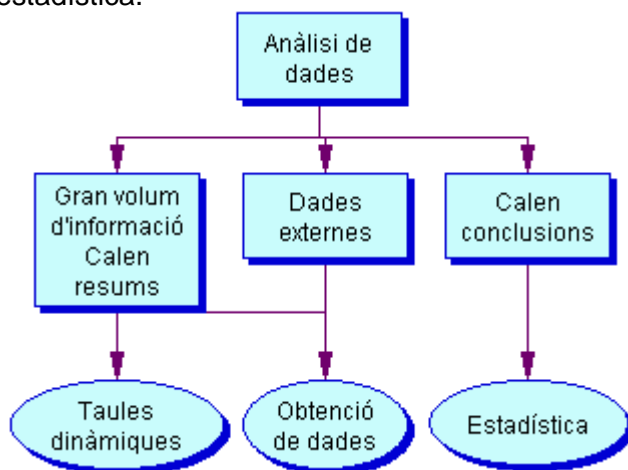 estadística.
Anàlisi de
dades
Gran volum
d'informació
Calen
resums
Dades
externes
Calen
conclusions
Taules
dinàmiques
Obtenció
de dades
Estadística